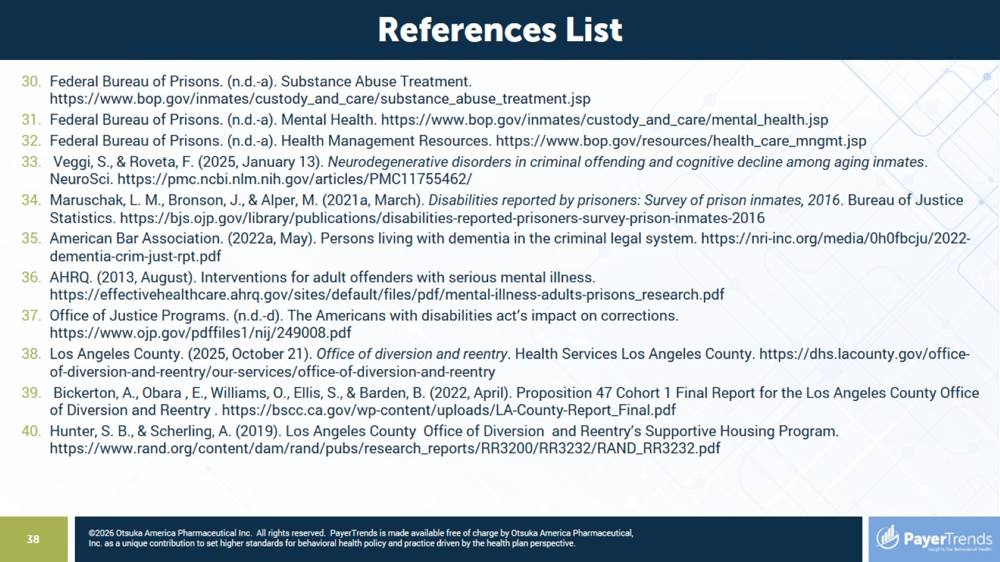 References List
30. Federal Bureau of Prisons. (n.d.-a). Substance Abuse Treatment.
https://www.bop.gov/inmates/custody_and_care/substance_abuse_treatment.jsp
31. Federal Bureau of Prisons. (n.d.-a). Mental Health. https://www.bop.gov/inmates/custody_and_care/mental_health.jsp
32. Federal Bureau of Prisons. (n.d.-a). Health Management Resources. https://www.bop.gov/resources/health_care_mngmt.jsp
33. Veggi, S., & Roveta, F. (2025, January 13). Neurodegenerative disorders in criminal offending and cognitive decline among aging inmates.
NeuroSci. https://pmc.ncbi.nlm.nih.gov/articles/PMC11755462/
34. Maruschak, L. M., Bronson, J., & Alper, M. (2021a, March). Disabilities reported by prisoners: Survey of prison inmates, 2016. Bureau of Justice
Statistics. https://bjs.ojp.gov/library/publications/disabilities-reported-prisoners-survey-prison-inmates-2016
35. American Bar Association. (2022a, May). Persons living with dementia in the criminal legal system. https://nri-inc.org/media/0h0fbcju/2022-
dementia-crim-just-rpt.pdf
36. AHRQ. (2013, August). Interventions for adult offenders with serious mental illness.
https://effectivehealthcare.ahrq.gov/sites/default/files/pdf/mental-illness-adults-prisons_research.pdf
37. Office of Justice Programs. (n.d.-d). The Americans with disabilities act’s impact on corrections.
https://www.ojp.gov/pdffiles1/nij/249008.pdf
38. Los Angeles County. (2025, October 21). Office of diversion and reentry. Health Services Los Angeles County. https://dhs.lacounty.gov/office-
of-diversion-and-reentry/our-services/office-of-diversion-and-reentry
39. Bickerton, A., Obara , E., Williams, O., Ellis, S., & Barden, B. (2022, April). Proposition 47 Cohort 1 Final Report for the Los Angeles County Office
of Diversion and Reentry . https://bscc.ca.gov/wp-content/uploads/LA-County-Report_Final.pdf
40. Hunter, S. B., & Scherling, A. (2019). Los Angeles County  Office of Diversion  and Reentry’s Supportive Housing Program.
https://www.rand.org/content/dam/rand/pubs/research_reports/RR3200/RR3232/RAND_RR3232.pdf
38
©2026 Otsuka America Pharmaceutical Inc.  All rights reserved.  PayerTrends is made available free of charge by Otsuka America Pharmaceutical,
Inc. as a unique contribution to set higher standards for behavioral health policy and practice driven by the health plan perspective.
PayerTrends
Insights For Behavioral Health